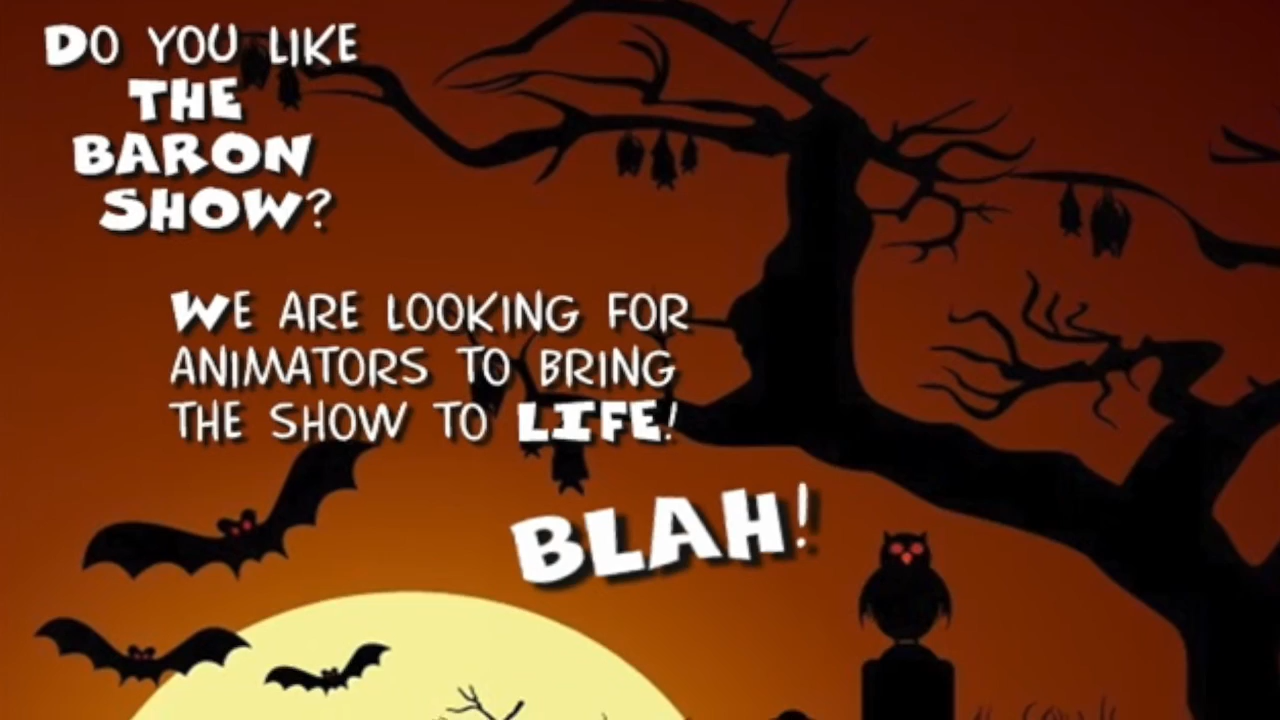 DO YOU LIKE
THE
BARON
SHOW?
WE ARE LOOKING FOR
ANIMATORS TO BRING
THE SHOW TO LIFE!
BLAH!